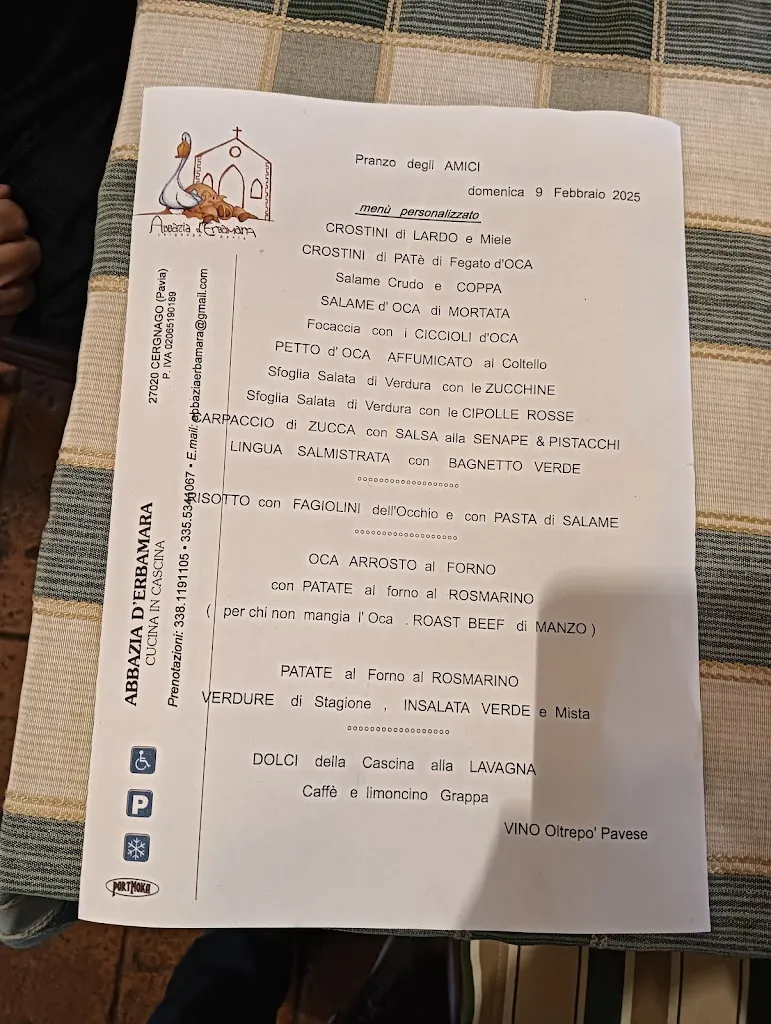 Abbazia d'Erbamara
Pranzo degli AMICI
domenica 9 Febbraio 2025
menù personalizzato
CROSTINI di LARDO e Miele
CROSTINI di PATè di Fegato d'OCA
Salame Crudo e COPPA
SALAME d' OCA di MORTATA
Focaccia con i CICCIOLI d'OCA
PETTO d' OCA AFFUMICATO al Coltello
Sfoglia Salata di Verdura con le ZUCCHINE
Sfoglia Salata di Verdura con le CIPOLLE ROSSE
CARPACCIO di ZUCCA con SALSA alla SENAPE & PISTACCHI
LINGUA SALMISTRATA con BAGNETTO VERDE
°°°°°°°°°°°°°°°°°°°
RISOTTO con FAGIOLINI dell'Occhio e con PASTA di SALAME
°°°°°°°°°°°°°°°°°°°
OCA ARROSTO al FORNO
con PATATE al forno al ROSMARINO
( per chi non mangia l' Oca . ROAST BEEF di MANZO )
PATATE al Forno al ROSMARINO
VERDURE di Stagione , INSALATA VERDE e Mista
°°°°°°°°°°°°°°°°°°°
DOLCI della Cascina alla LAVAGNA
Caffè e limoncino Grappa
VINO Oltrepo' Pavese
ABBAZIA D'ERBAMARA
CUCINA IN CASCINA
27020 CERGNAGO (Pavia)
P. IVA 02065190189
Prenotazioni: 338.1191105 • 335.5341067 • E.mail: abbaziaerbamara@gmail.com
P
PORTMOKA